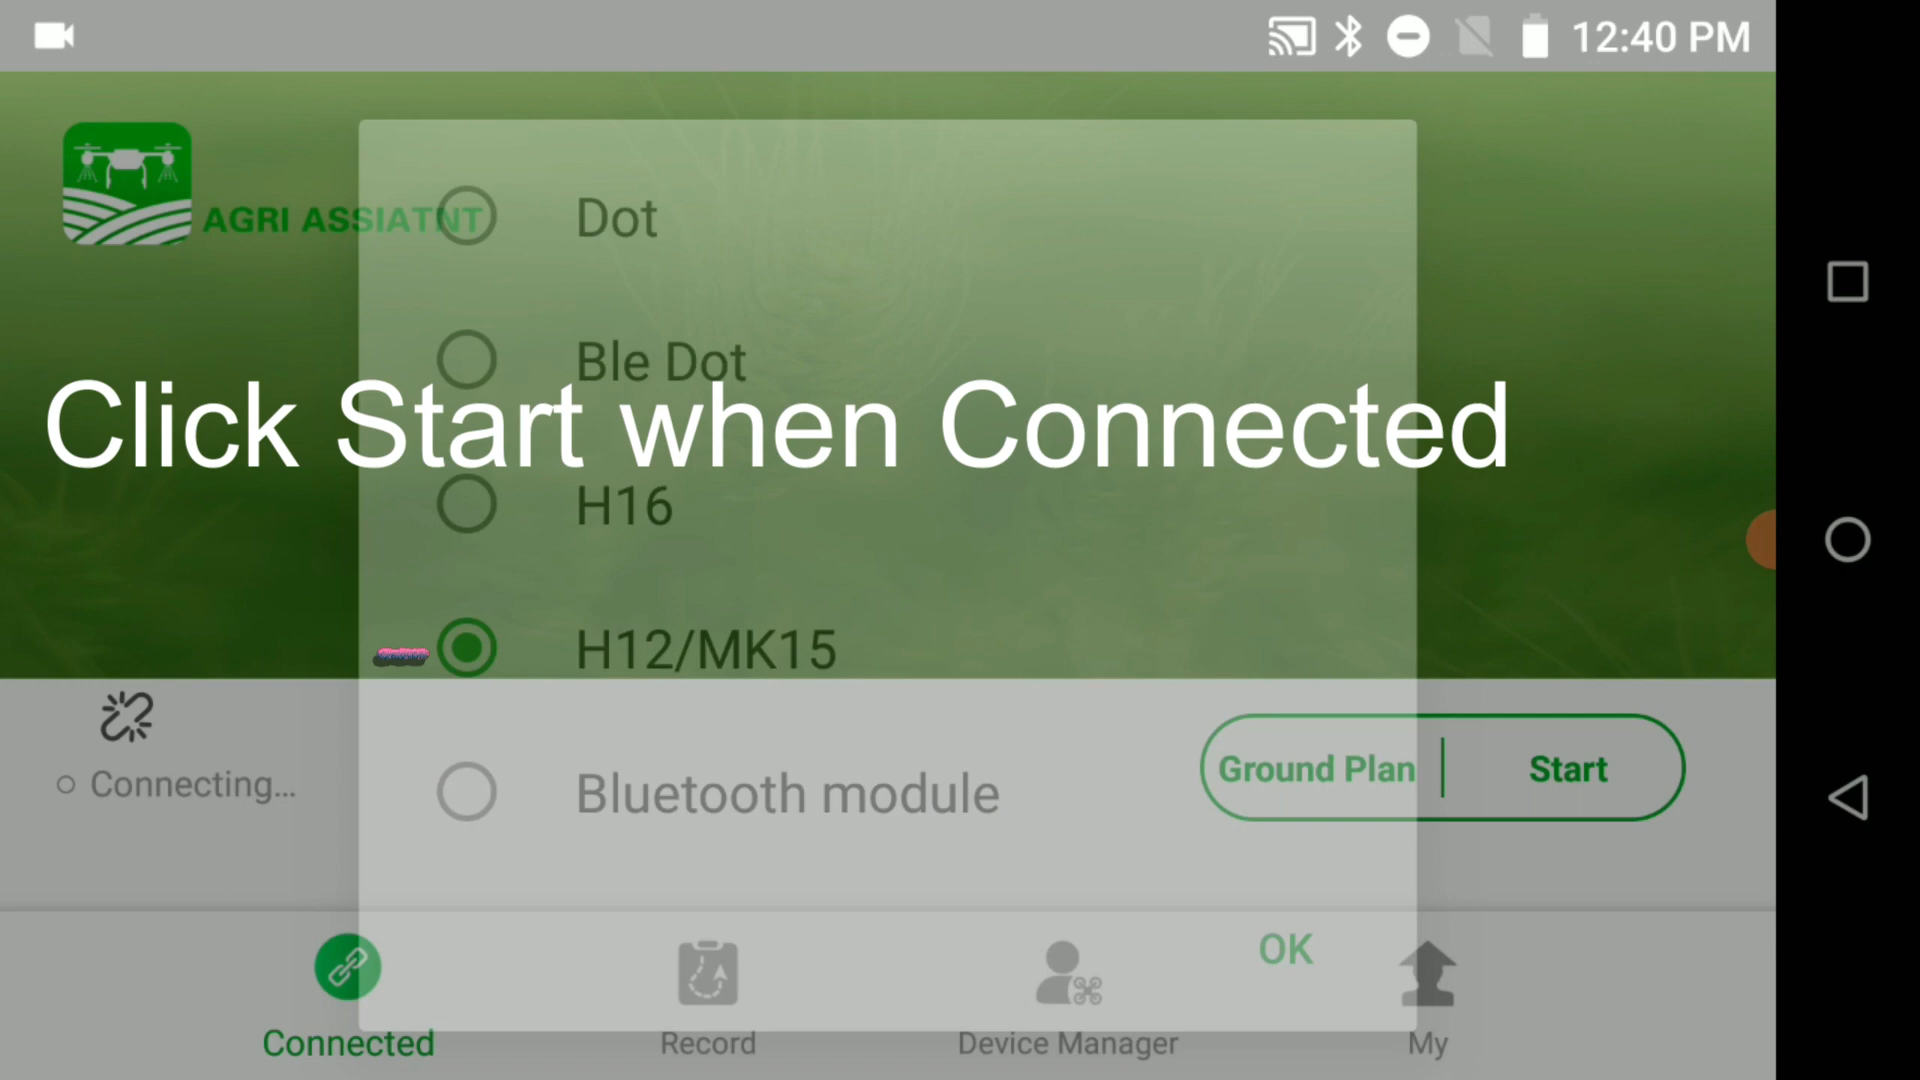 12:40 PM
AGRI ASSIATNT
Dot
Ble Dot
Click Start when Connected
H16
H12/MK15
Connecting...
Bluetooth module
Ground Plan
Start
OK
Connected
Record
Device Manager
My